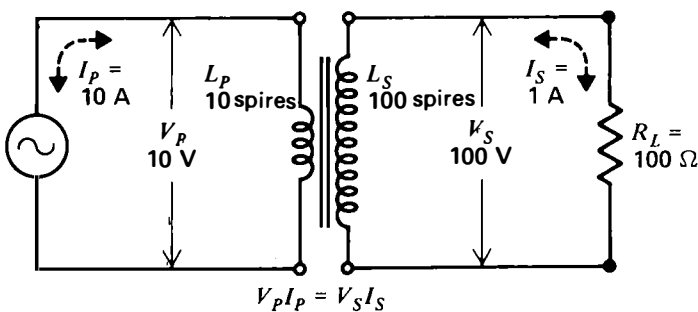 I_P =
10 A
V_P
10 V
L_P
10 spires
L_S
100 spires
V_S
100 V
I_S =
1 A
R_L =
100 Ω
V_P I_P = V_S I_S